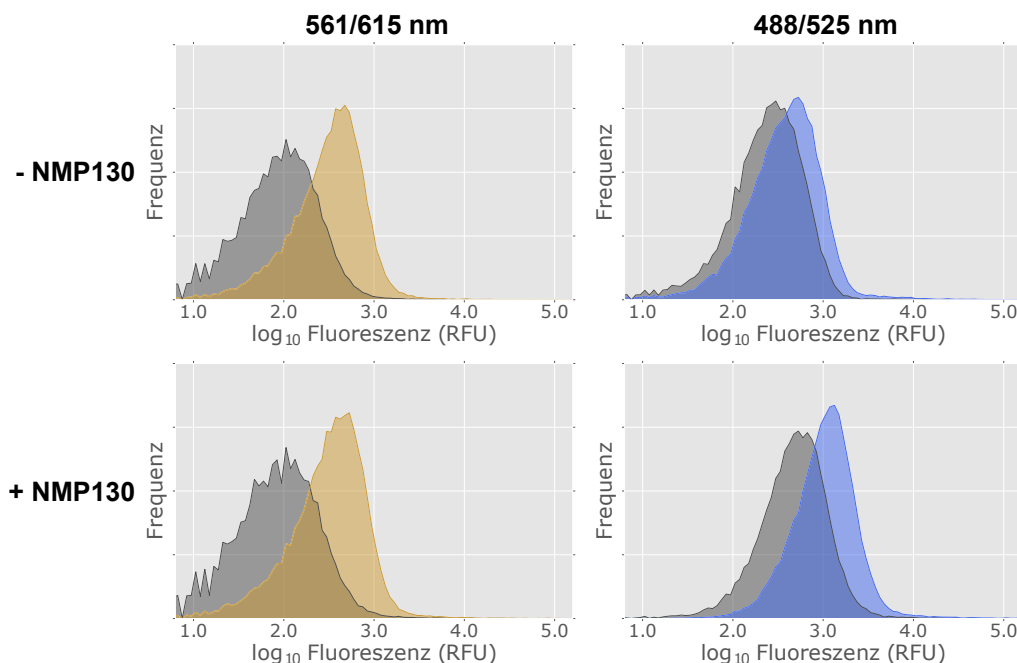 561/615 nm
488/525 nm
- NMP130
Frequenz
1.0 2.0 3.0 4.0 5.0
log₁₀ Fluoreszenz (RFU)
Frequenz
1.0 2.0 3.0 4.0 5.0
log₁₀ Fluoreszenz (RFU)
+ NMP130
Frequenz
1.0 2.0 3.0 4.0 5.0
log₁₀ Fluoreszenz (RFU)
Frequenz
1.0 2.0 3.0 4.0 5.0
log₁₀ Fluoreszenz (RFU)